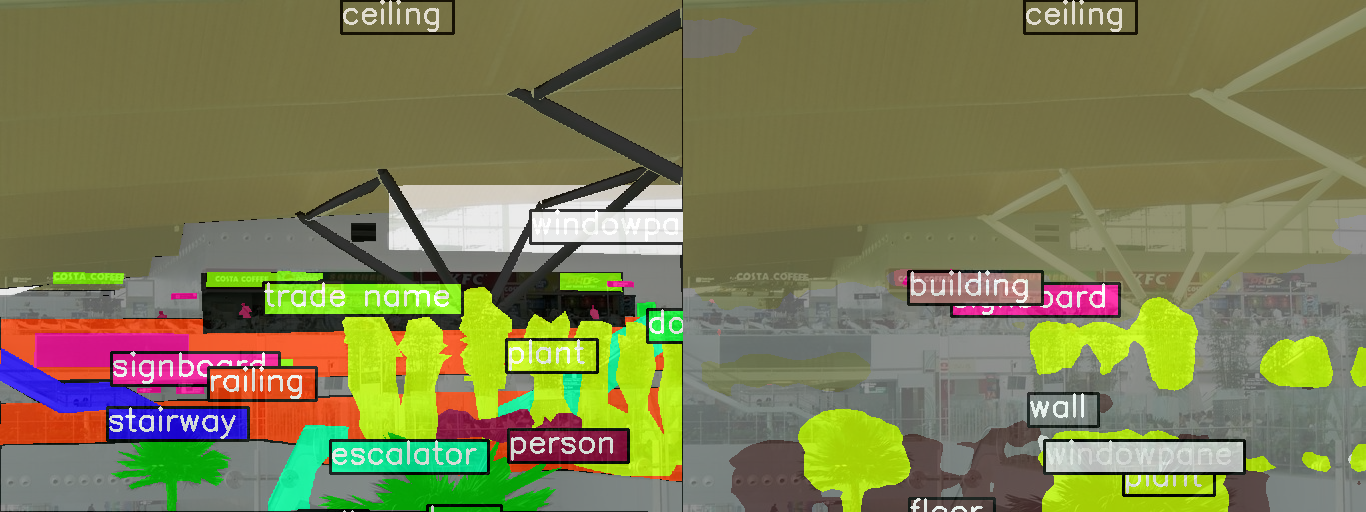 ceiling
ceiling
windowpa
COSTA COFFEE
COSTA COFFEE
KFC
COSTA COFFEE
KFC
building
trade name
signboard
do
plant
signboard
railing
wall
stairway
person
escalator
windowpane
plant
floor